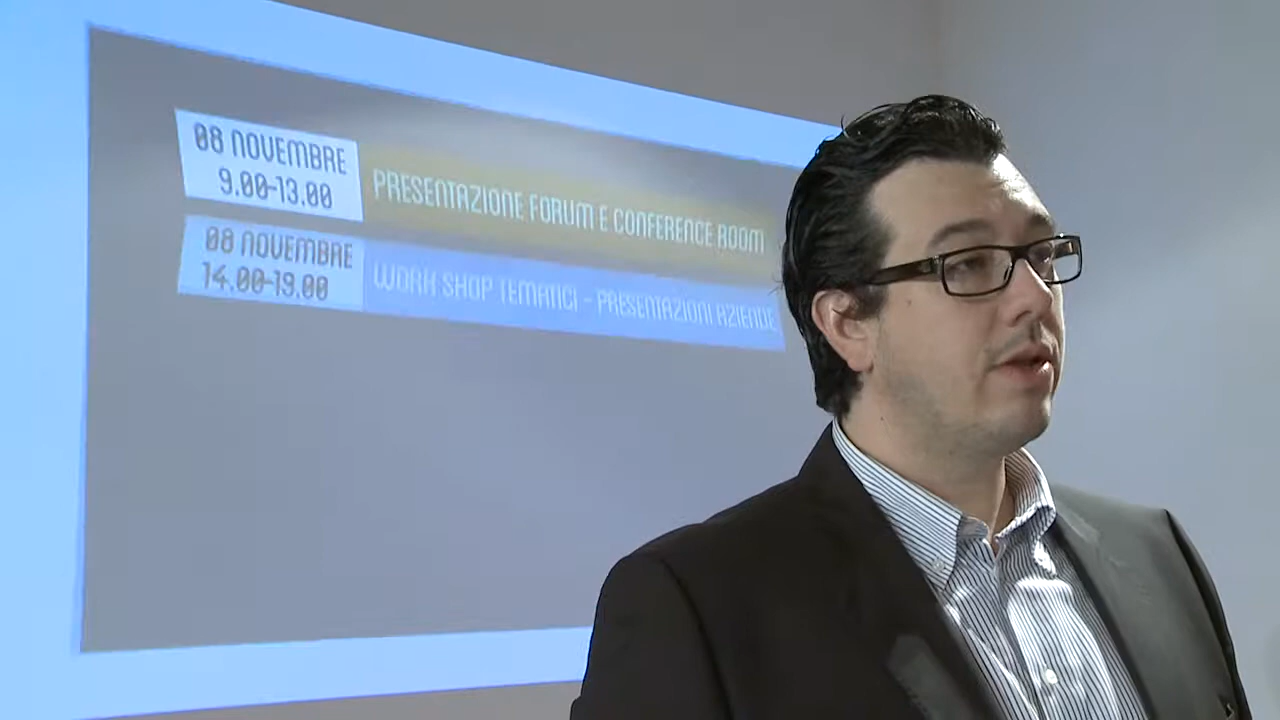 08 NOVEMBRE
9.00-13.00
PRESENTAZIONE FORUM E CONFERENCE BOOM
08 NOVEMBRE
14.00-19.00
WORK SHOP TEMATICI - PRESENTAZIONI AZIENDE